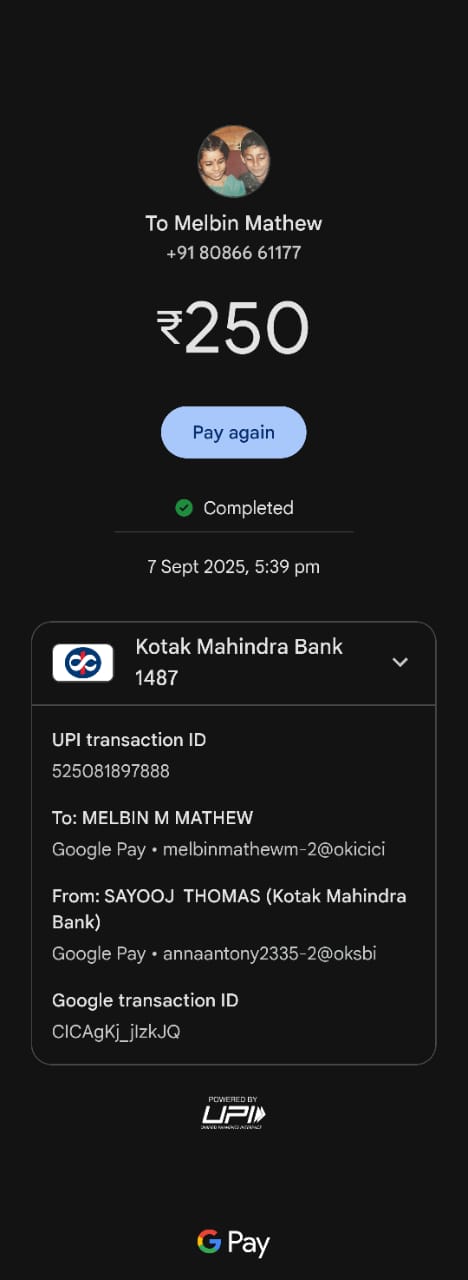 To Melbin Mathew
+91 80866 61177
₹250
Pay again
Completed
7 Sept 2025, 5:39 pm
Kotak Mahindra Bank
1487
UPI transaction ID
525081897888
To: MELBIN M MATHEW
Google Pay • melbinmathewm-2@okicici
From: SAYOOJ THOMAS (Kotak Mahindra
Bank)
Google Pay • annaantony2335-2@oksbi
Google transaction ID
CICAgKj_jIzkJQ
POWERED BY
UPI
UNIFIED PAYMENTS INTERFACE
G Pay